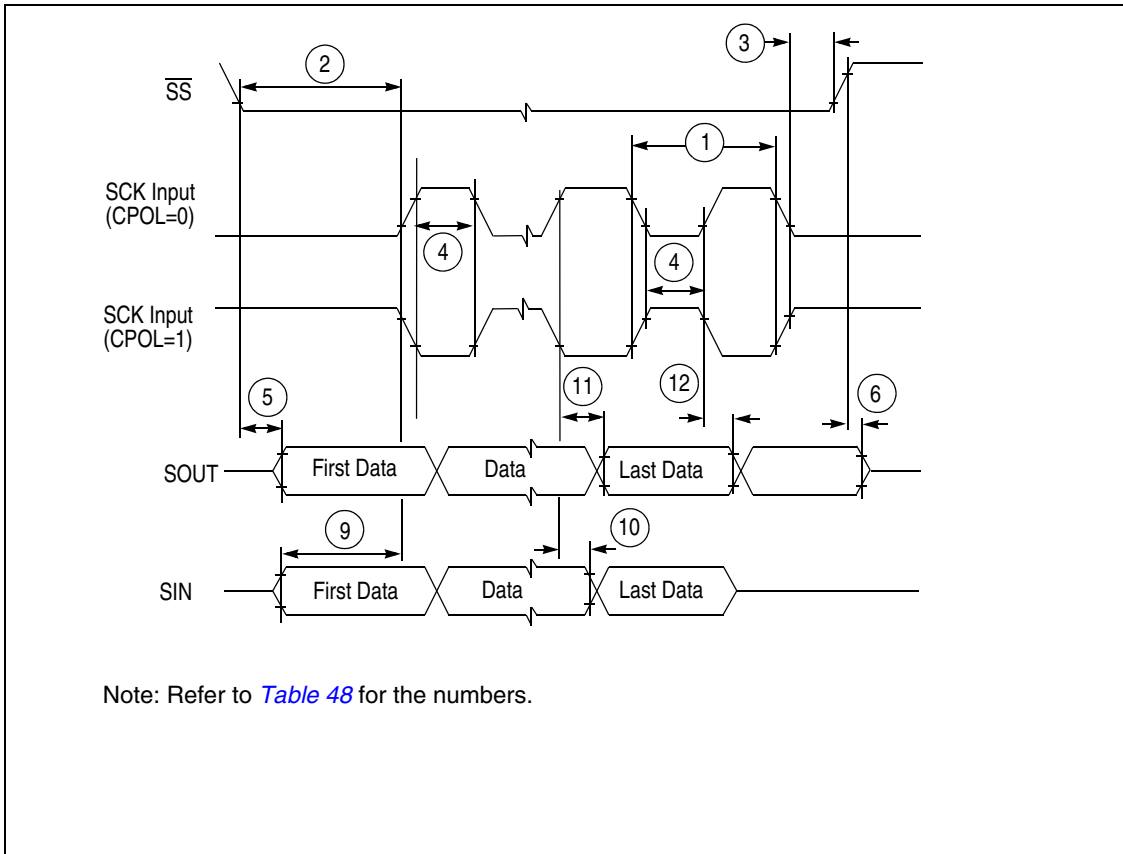 3
2
SS
1
SCK Input
(CPOL=0)
4
4
SCK Input
(CPOL=1)
11
12
5
6
SOUT
First Data
Data
Last Data
9
10
SIN
First Data
Data
Last Data
Note: Refer to Table 48 for the numbers.